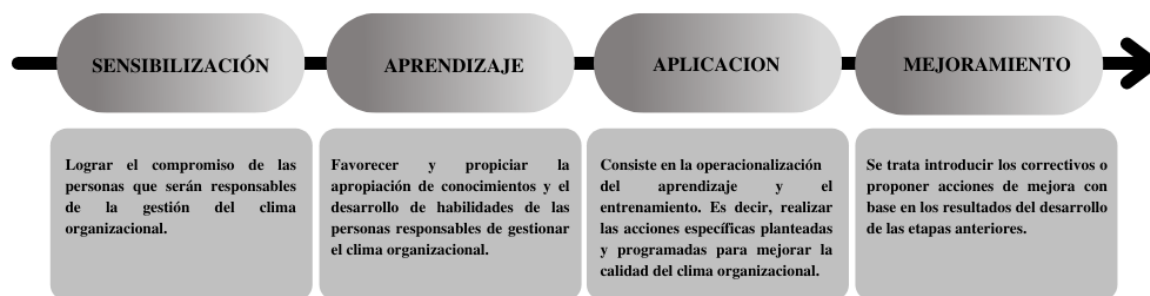 SENSIBILIZACIÓN
Lograr el compromiso de las
personas que serán responsables
de la gestión del clima
organizacional.
APRENDIZAJE
Favorecer y propiciar la
apropiación de conocimientos y el
desarrollo de habilidades de las
personas responsables de gestionar
el clima organizacional.
APLICACION
Consiste en la operacionalización
del aprendizaje y el
entrenamiento. Es decir, realizar
las acciones específicas planteadas
y programadas para mejorar la
calidad del clima organizacional.
MEJORAMIENTO
Se trata introducir los correctivos o
proponer acciones de mejora con
base en los resultados del desarrollo
de las etapas anteriores.